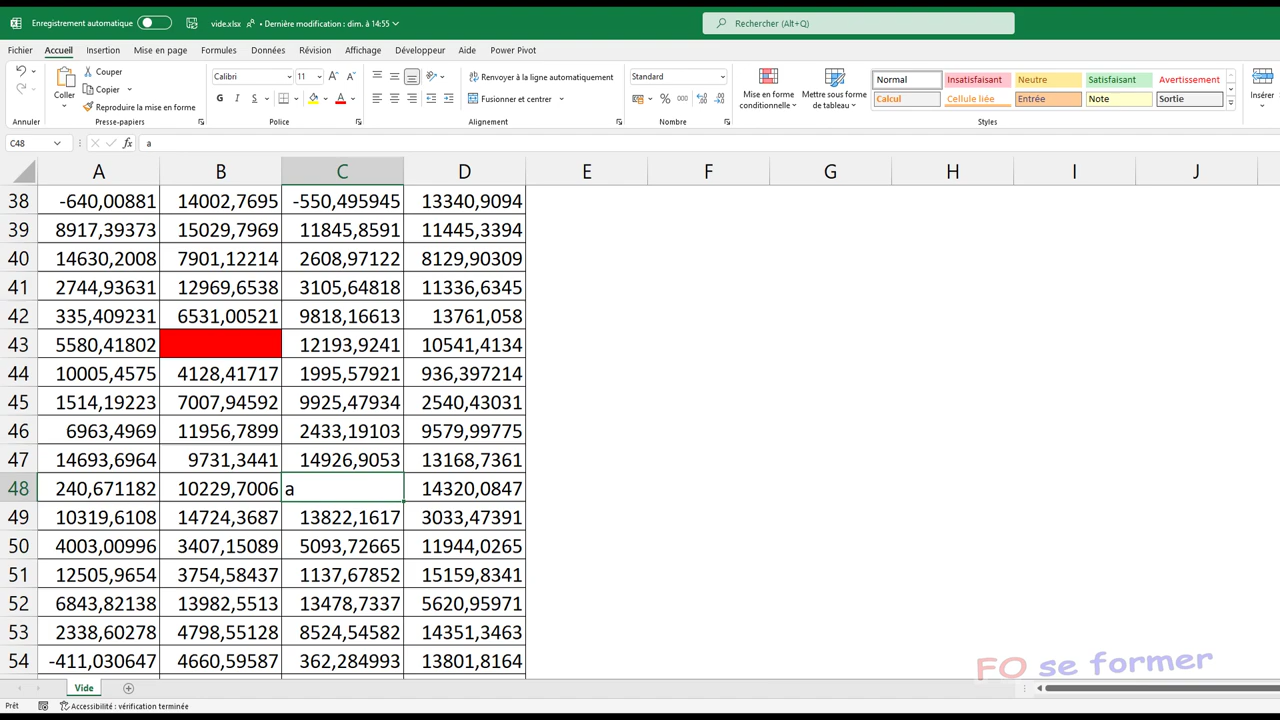 Enregistrement automatique
vide.xlsx • Dernière modification : dim. à 14:55
Rechercher (Alt+Q)
Fichier Accueil Insertion Mise en page Formules Données Révision Affichage Développeur Aide Power Pivot
Annuler
Coller
Couper
Copier
Reproduire la mise en forme
Presse-papiers
Calibri 11
G I S
Police
Renvoyer à la ligne automatiquement
Fusionner et centrer
Alignement
Standard
% 000
Nombre
Mise en forme
conditionnelle
Mettre sous forme
de tableau
Normal Insatisfaisant Neutre Satisfaisant Avertissement
Calcul Cellule liée Entrée Note Sortie
Styles
Insérer
C48 fx a
A B C D E F G H I J
38 -640,00881 14002,7695 -550,495945 13340,9094
39 8917,39373 15029,7969 11845,8591 11445,3394
40 14630,2008 7901,12214 2608,97122 8129,90309
41 2744,93631 12969,6538 3105,64818 11336,6345
42 335,409231 6531,00521 9818,16613 13761,058
43 5580,41802 12193,9241 10541,4134
44 10005,4575 4128,41717 1995,57921 936,397214
45 1514,19223 7007,94592 9925,47934 2540,43031
46 6963,4969 11956,7899 2433,19103 9579,99775
47 14693,6964 9731,3441 14926,9053 13168,7361
48 240,671182 10229,7006 a 14320,0847
49 10319,6108 14724,3687 13822,1617 3033,47391
50 4003,00996 3407,15089 5093,72665 11944,0265
51 12505,9654 3754,58437 1137,67852 15159,8341
52 6843,82138 13982,5513 13478,7337 5620,95971
53 2338,60278 4798,55128 8524,54582 14351,3463
54 -411,030647 4660,59587 362,284993 13801,8164
FO se former
Vide
Prêt Accessibilité : vérification terminée